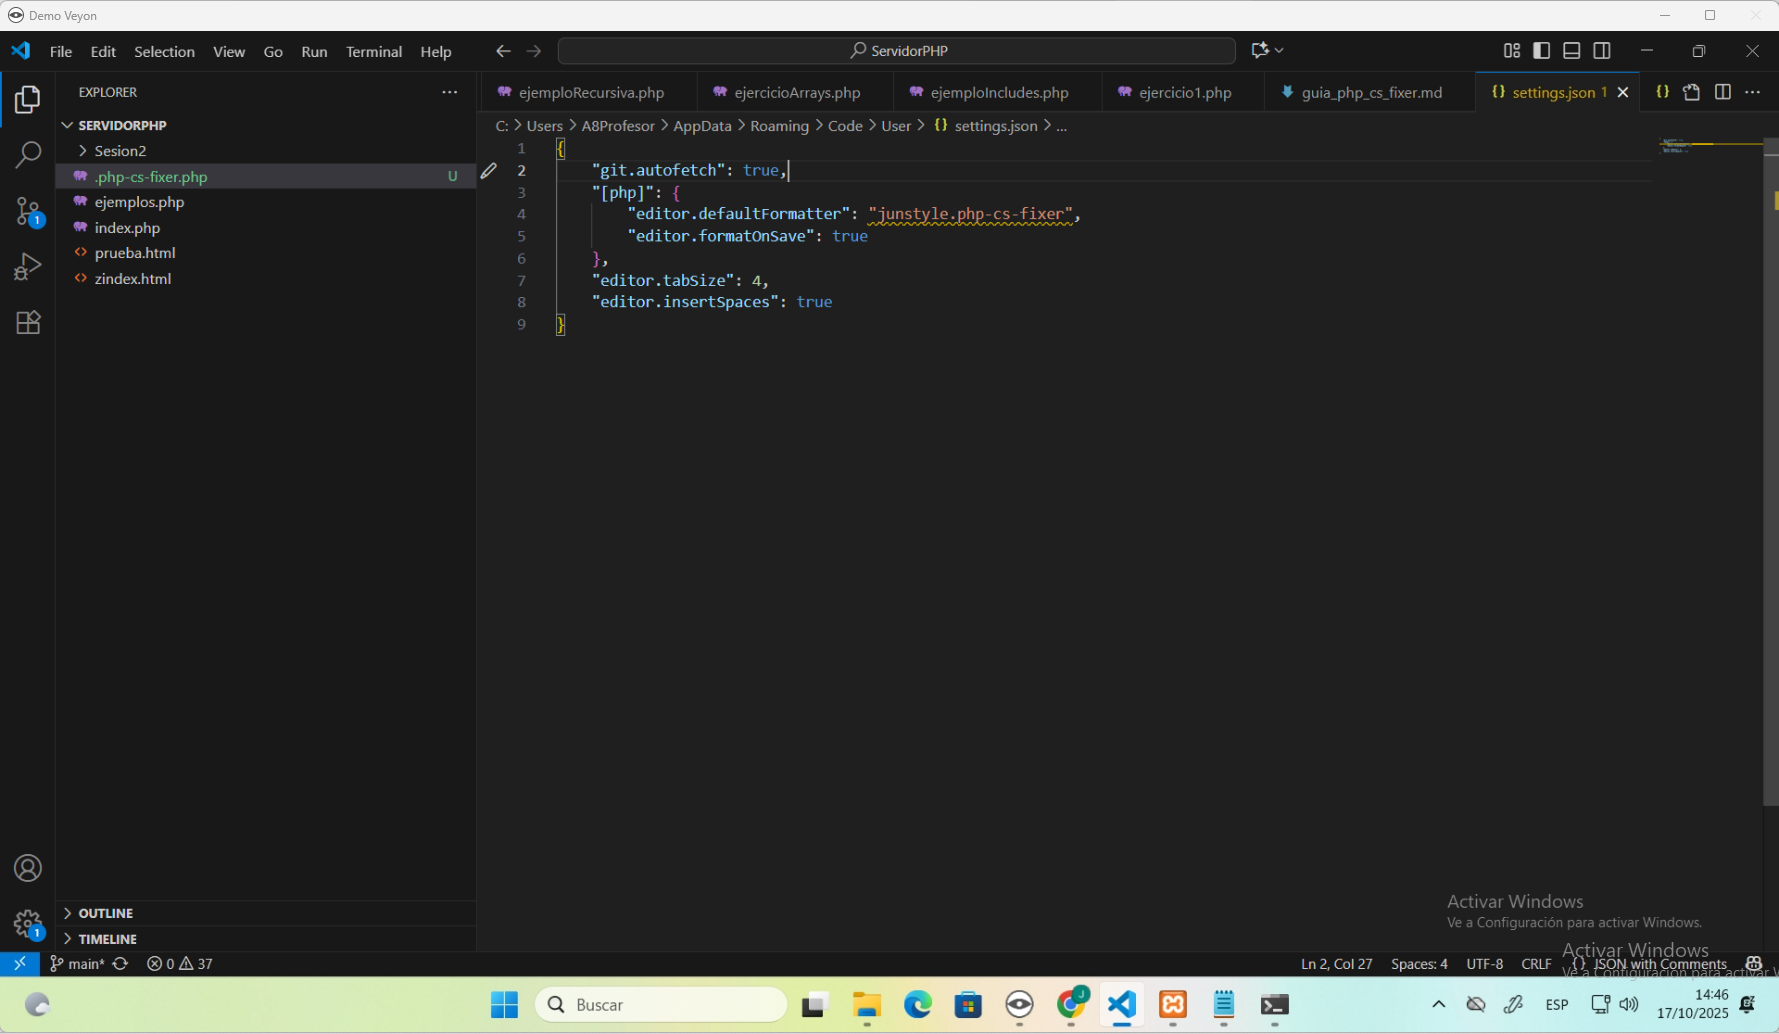 Demo Veyon
File Edit Selection View Go Run Terminal Help
ServidorPHP
EXPLORER
SERVIDORPHP
Sesion2
.php-cs-fixer.php U
ejemplos.php
index.php
prueba.html
zindex.html
OUTLINE
TIMELINE
ejemploRecursiva.php ejercicioArrays.php ejemploIncludes.php ejercicio1.php guia_php_cs_fixer.md {} settings.json 1
C: > Users > A8Profesor > AppData > Roaming > Code > User > {} settings.json > ...
1 {
2 "git.autofetch": true,
3 "[php]": {
4 "editor.defaultFormatter": "junstyle.php-cs-fixer",
5 "editor.formatOnSave": true
6 },
7 "editor.tabSize": 4,
8 "editor.insertSpaces": true
9 }
1
1
Activar Windows
Ve a Configuración para activar Windows.
Activar Windows
Ve a Configuración para activar W
main* 0 37
Ln 2, Col 27 Spaces: 4 UTF-8 CRLF {} JSON with Comments
Buscar
J
ESP
14:46
17/10/2025